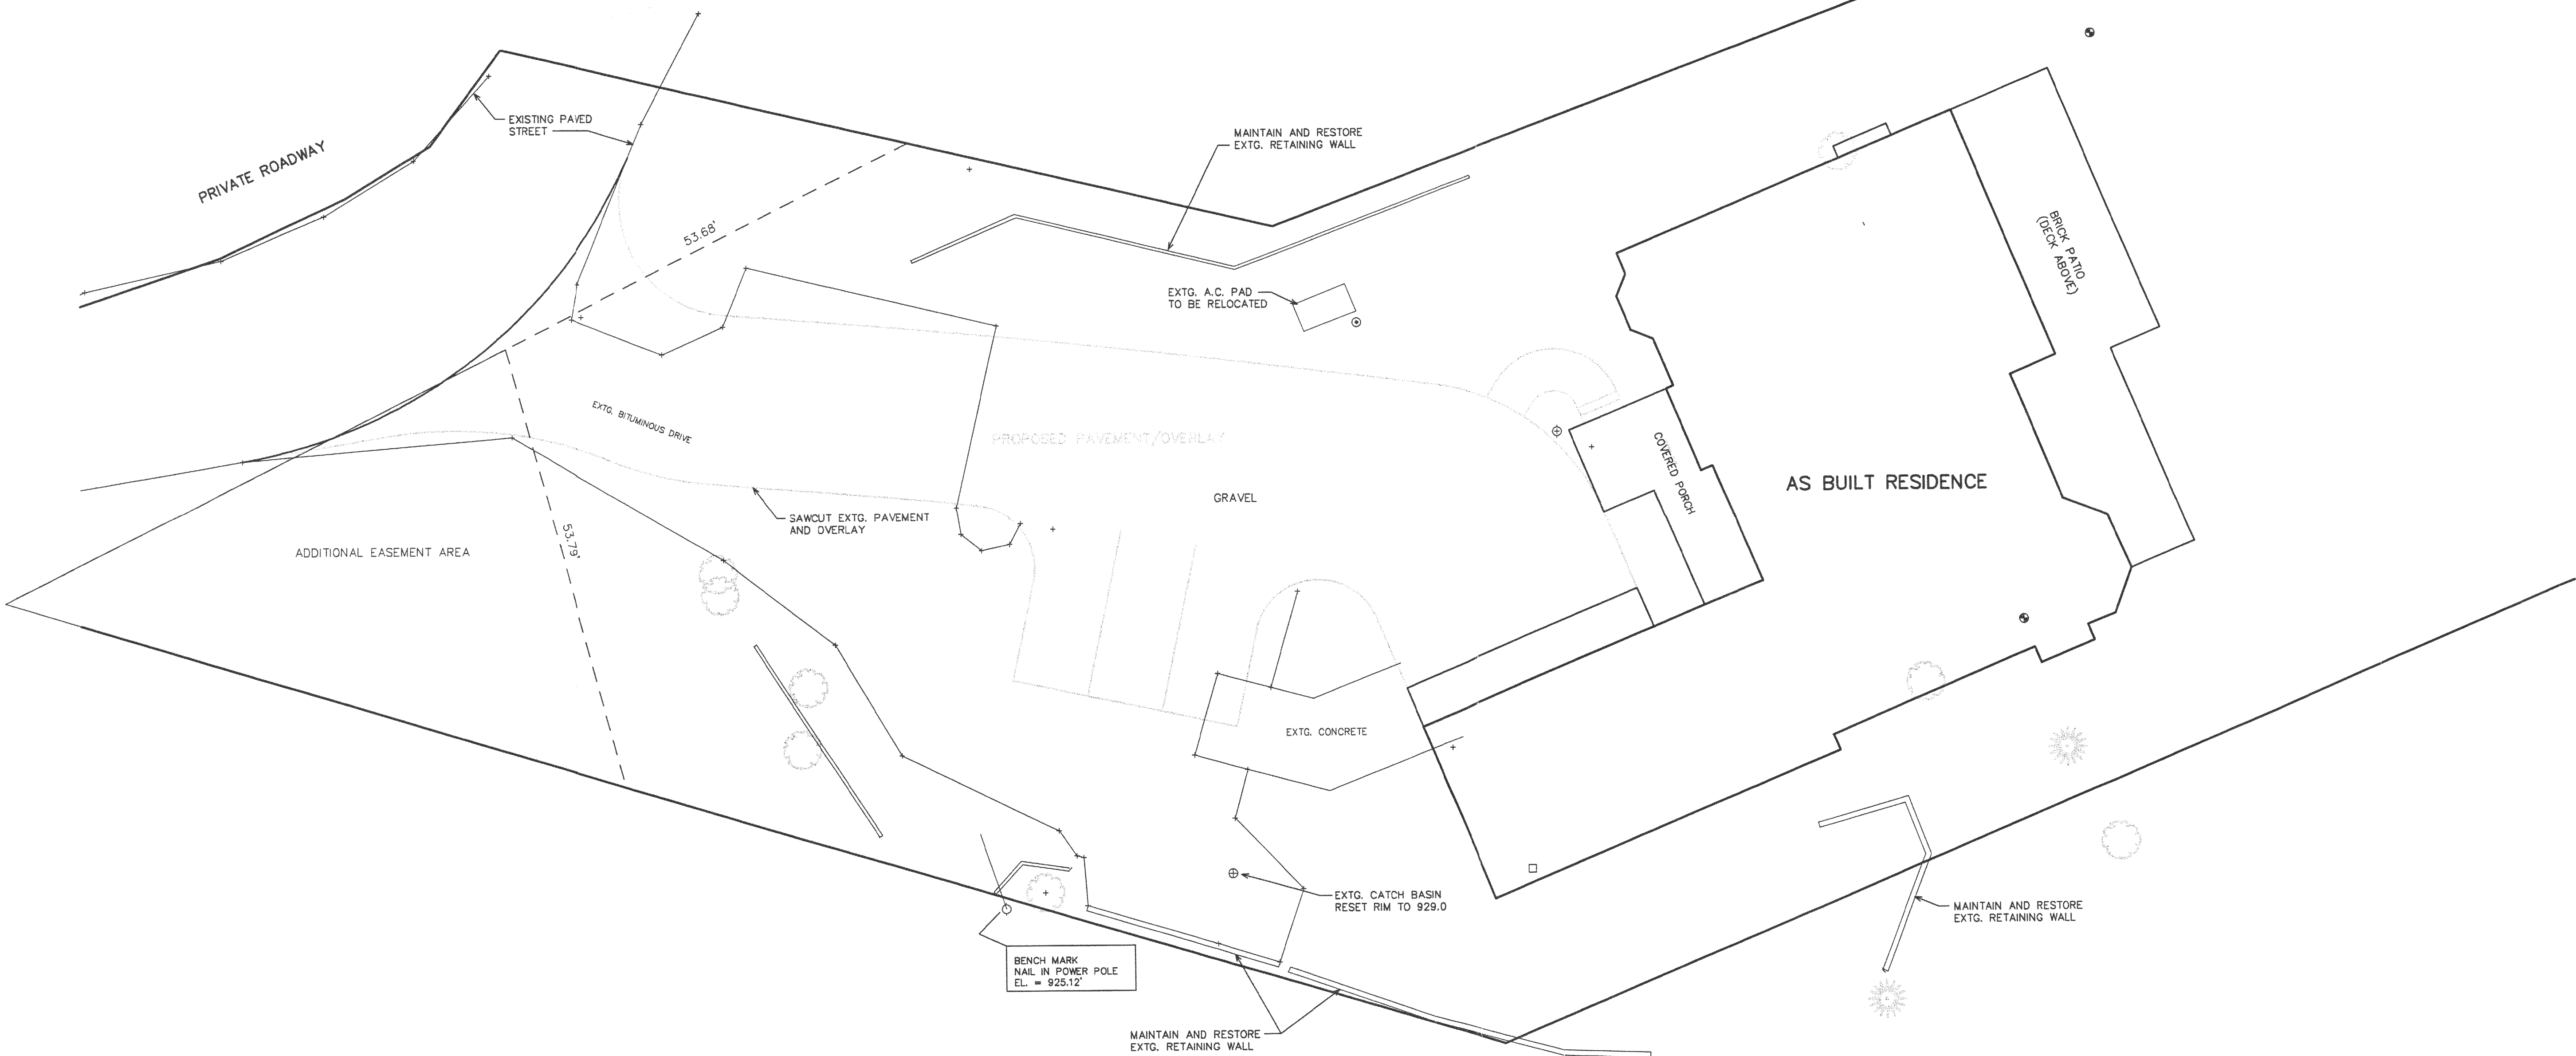 EXISTING PAVED
STREET
PRIVATE ROADWAY
53.68'
MAINTAIN AND RESTORE
EXTG. RETAINING WALL
EXTG. A.C. PAD
TO BE RELOCATED
BRICK PATIO
(DECK ABOVE)
EXTG. BITUMINOUS DRIVE
PROPOSED PAVEMENT/OVERLAY
COVERED PORCH
AS BUILT RESIDENCE
GRAVEL
SAWCUT EXTG. PAVEMENT
AND OVERLAY
53.79'
ADDITIONAL EASEMENT AREA
EXTG. CONCRETE
EXTG. CATCH BASIN
RESET RIM TO 929.0
MAINTAIN AND RESTORE
EXTG. RETAINING WALL
BENCH MARK
NAIL IN POWER POLE
EL. = 925.12'
MAINTAIN AND RESTORE
EXTG. RETAINING WALL